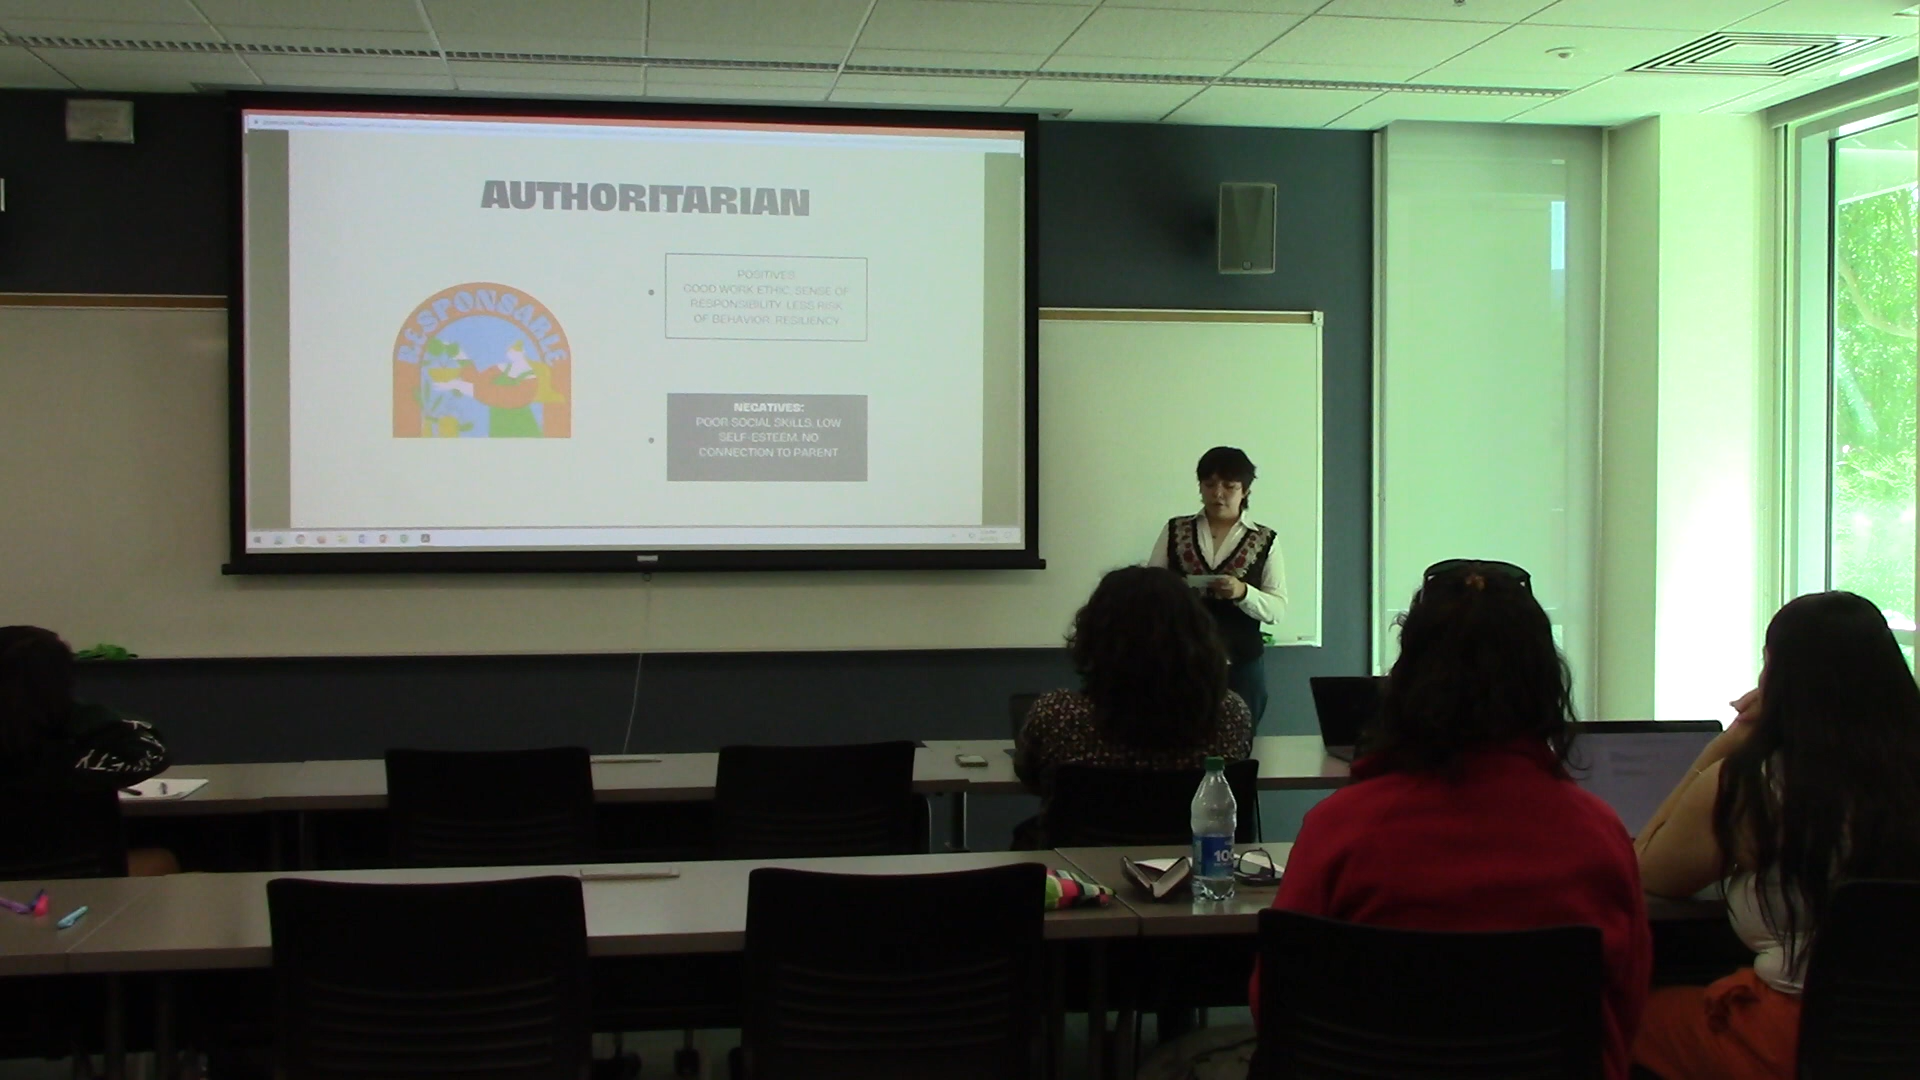 AUTHORITARIAN
RESPONSABLE
POSITIVES:
GOOD WORK ETHIC, SENSE OF
RESPONSIBILITY, LESS RISK
OF BEHAVIOR, RESILIENCY
NEGATIVES:
POOR SOCIAL SKILLS, LOW
SELF-ESTEEM, NO
CONNECTION TO PARENT
100